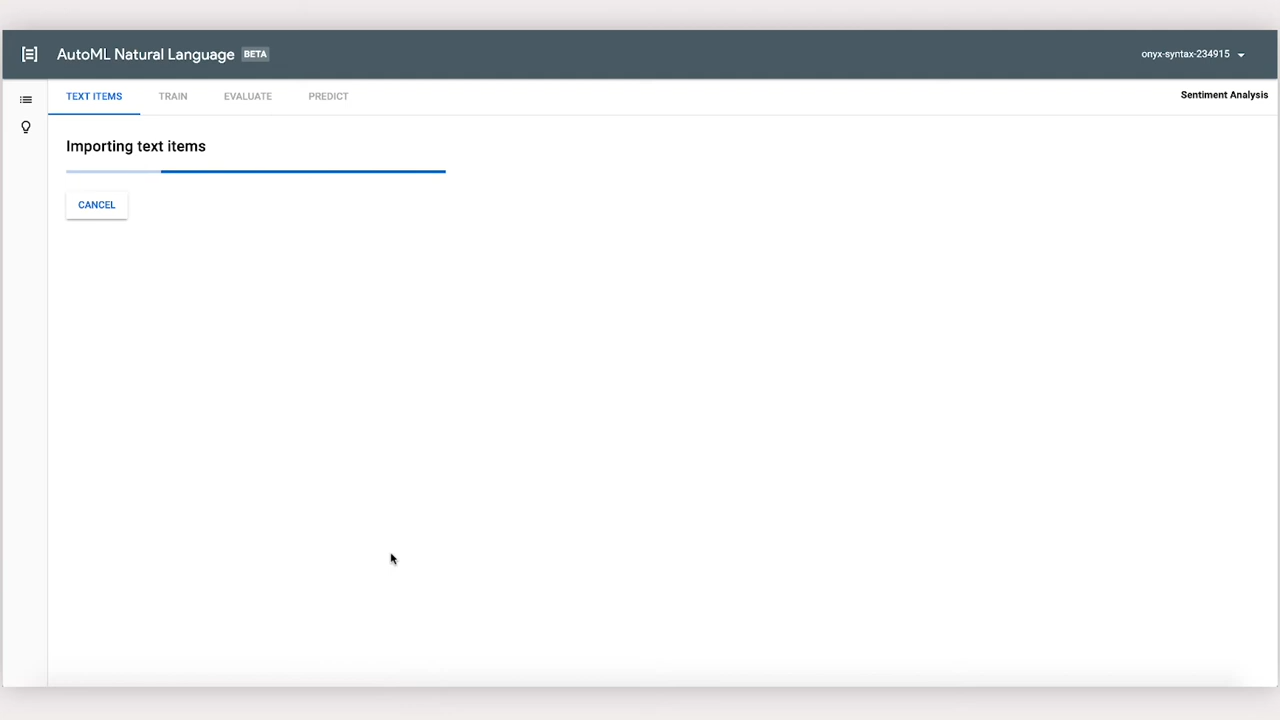 AutoML Natural Language BETA
onyx-syntax-234915
TEXT ITEMS TRAIN EVALUATE PREDICT
Sentiment Analysis
Importing text items
CANCEL